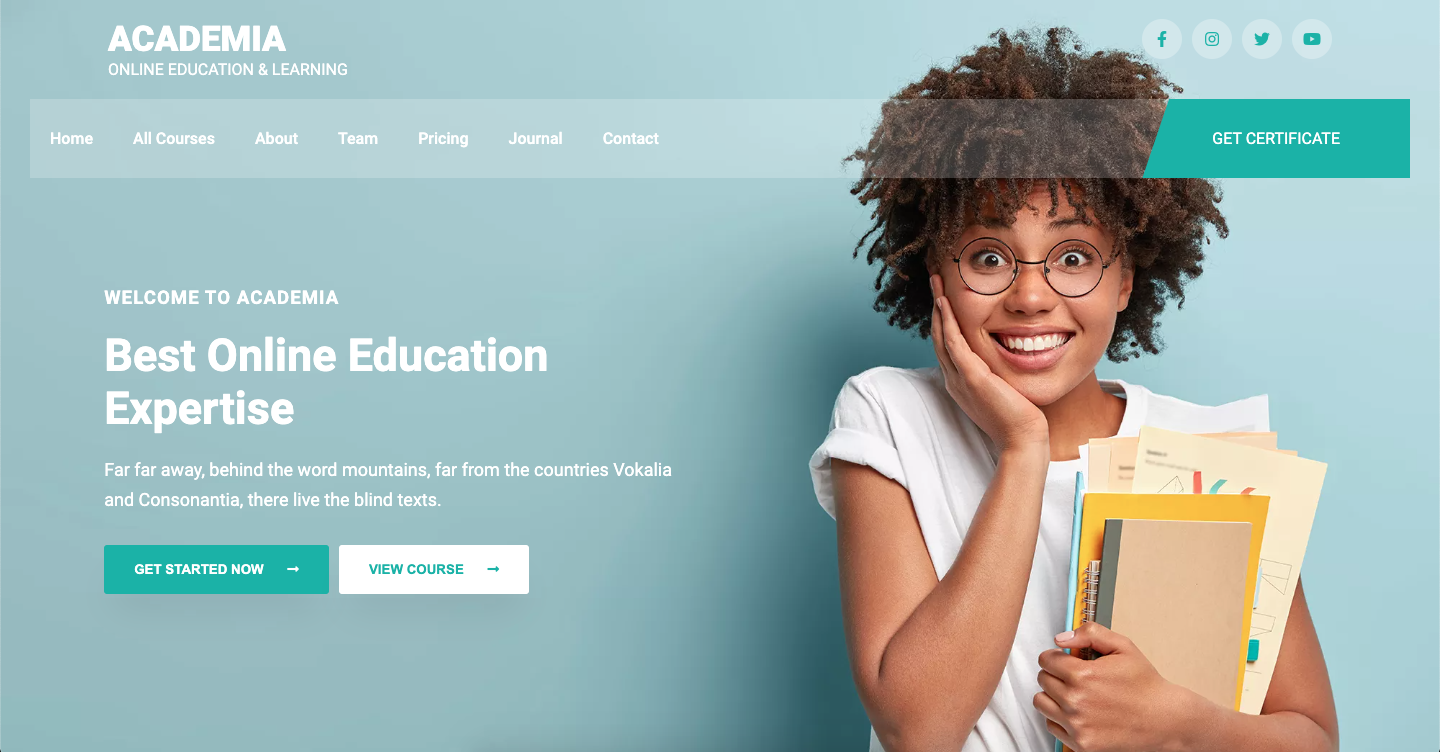 ACADEMIA
ONLINE EDUCATION & LEARNING
Home
All Courses
About
Team
Pricing
Journal
Contact
GET CERTIFICATE
WELCOME TO ACADEMIA
Best Online Education
Expertise
Far far away, behind the word mountains, far from the countries Vokalia
and Consonantia, there live the blind texts.
GET STARTED NOW
VIEW COURSE